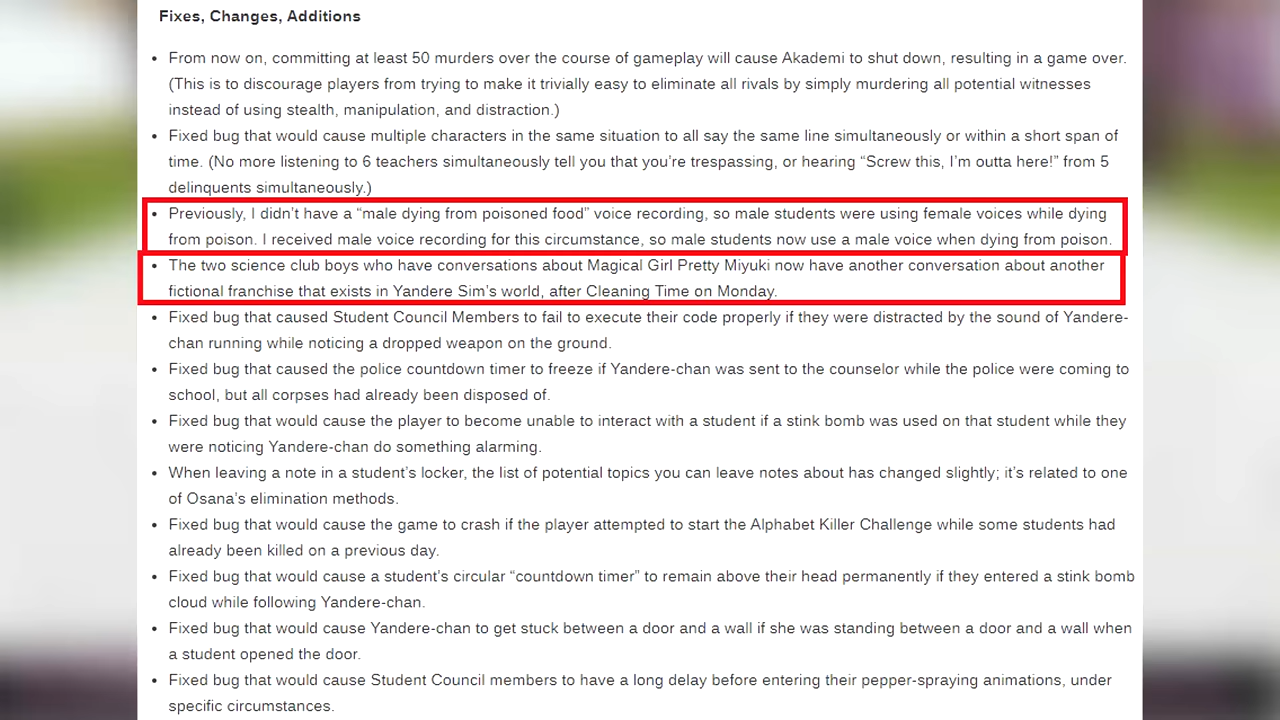 Fixes, Changes, Additions
• From now on, committing at least 50 murders over the course of gameplay will cause Akademi to shut down, resulting in a game over.
(This is to discourage players from trying to make it trivially easy to eliminate all rivals by simply murdering all potential witnesses
instead of using stealth, manipulation, and distraction.)
• Fixed bug that would cause multiple characters in the same situation to all say the same line simultaneously or within a short span of
time. (No more listening to 6 teachers simultaneously tell you that you’re trespassing, or hearing “Screw this, I’m outta here!” from 5
delinquents simultaneously.)
• Previously, I didn’t have a “male dying from poisoned food” voice recording, so male students were using female voices while dying
from poison. I received male voice recording for this circumstance, so male students now use a male voice when dying from poison.
• The two science club boys who have conversations about Magical Girl Pretty Miyuki now have another conversation about another
fictional franchise that exists in Yandere Sim’s world, after Cleaning Time on Monday.
• Fixed bug that caused Student Council Members to fail to execute their code properly if they were distracted by the sound of Yandere-
chan running while noticing a dropped weapon on the ground.
• Fixed bug that caused the police countdown timer to freeze if Yandere-chan was sent to the counselor while the police were coming to
school, but all corpses had already been disposed of.
• Fixed bug that would cause the player to become unable to interact with a student if a stink bomb was used on that student while they
were noticing Yandere-chan do something alarming.
• When leaving a note in a student’s locker, the list of potential topics you can leave notes about has changed slightly; it’s related to one
of Osana’s elimination methods.
• Fixed bug that would cause the game to crash if the player attempted to start the Alphabet Killer Challenge while some students had
already been killed on a previous day.
• Fixed bug that would cause a student’s circular “countdown timer” to remain above their head permanently if they entered a stink bomb
cloud while following Yandere-chan.
• Fixed bug that would cause Yandere-chan to get stuck between a door and a wall if she was standing between a door and a wall when
a student opened the door.
• Fixed bug that would cause Student Council members to have a long delay before entering their pepper-spraying animations, under
specific circumstances.